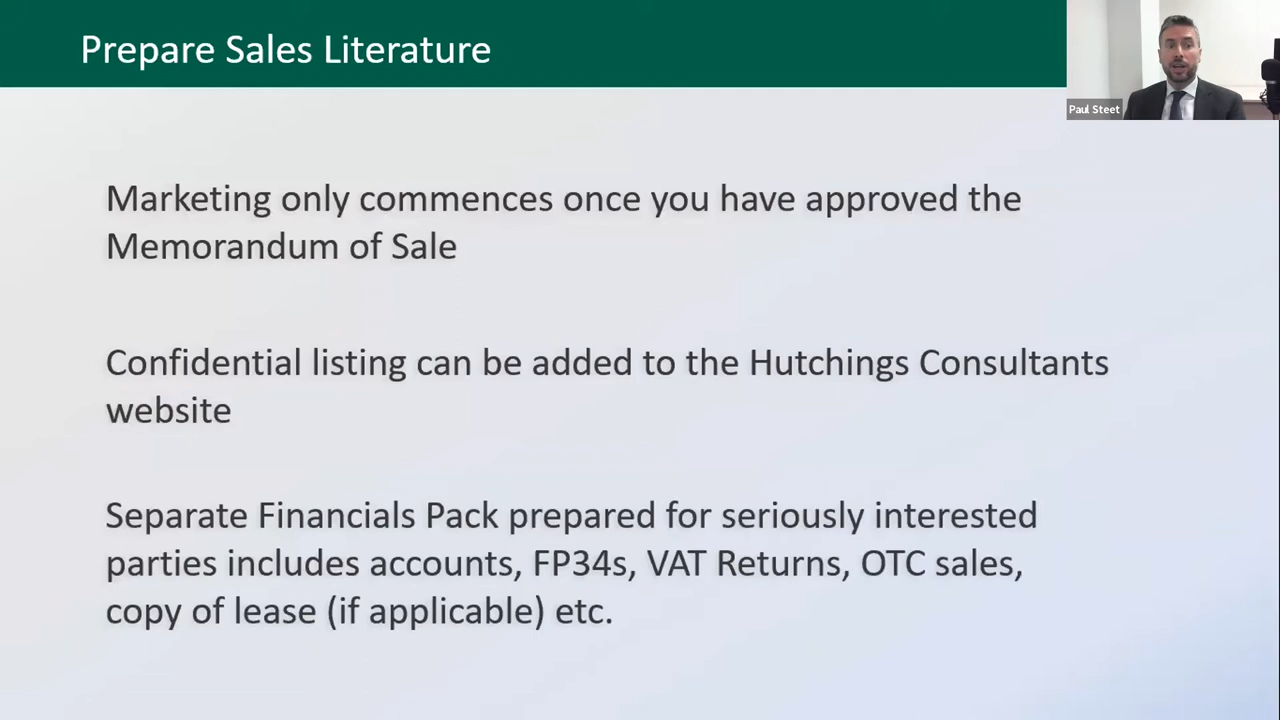 Prepare Sales Literature
Paul Steet
Marketing only commences once you have approved the
Memorandum of Sale
Confidential listing can be added to the Hutchings Consultants
website
Separate Financials Pack prepared for seriously interested
parties includes accounts, FP34s, VAT Returns, OTC sales,
copy of lease (if applicable) etc.